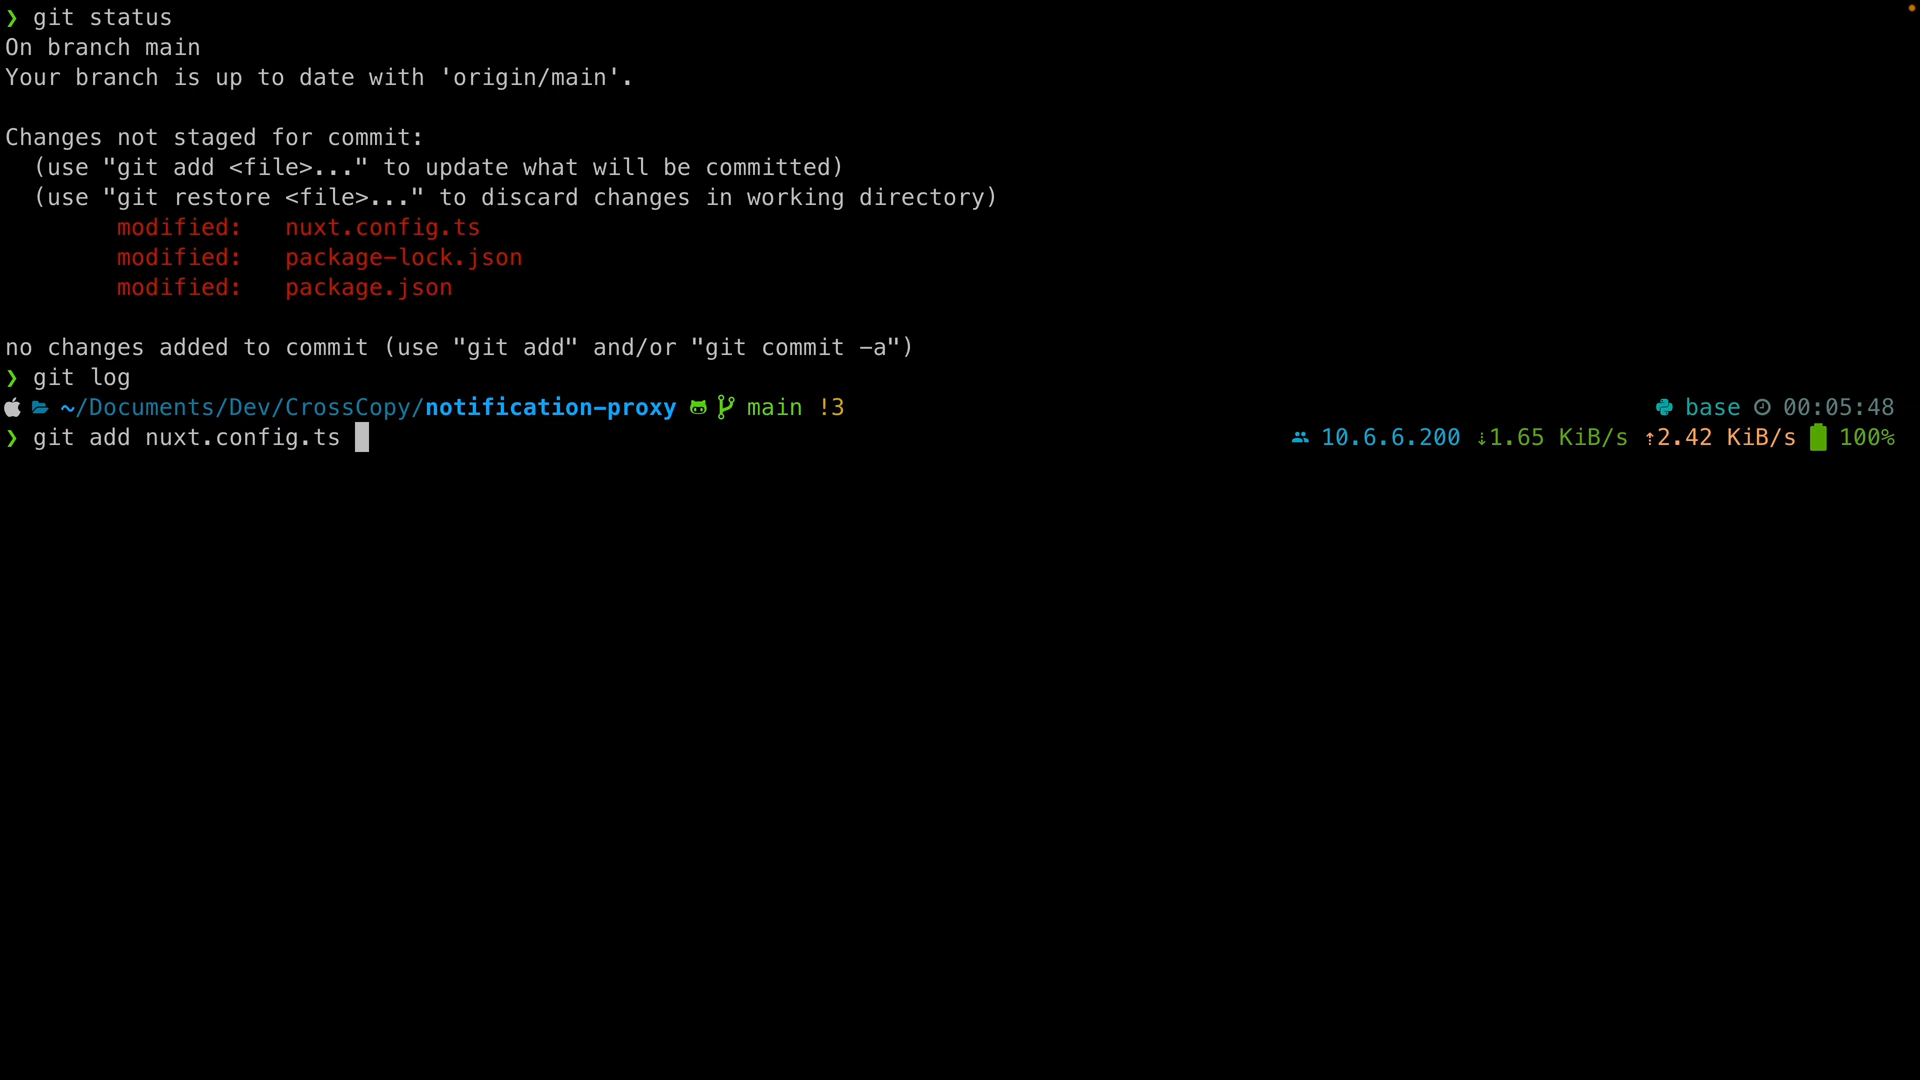 ❯ git status
On branch main
Your branch is up to date with 'origin/main'.
Changes not staged for commit:
  (use "git add <file>..." to update what will be committed)
  (use "git restore <file>..." to discard changes in working directory)
        modified:   nuxt.config.ts
        modified:   package-lock.json
        modified:   package.json
no changes added to commit (use "git add" and/or "git commit -a")
❯ git log
~/Documents/Dev/CrossCopy/notification-proxy main !3 base 00:05:48
❯ git add nuxt.config.ts 10.6.6.200 ↓1.65 KiB/s ↑2.42 KiB/s 100%